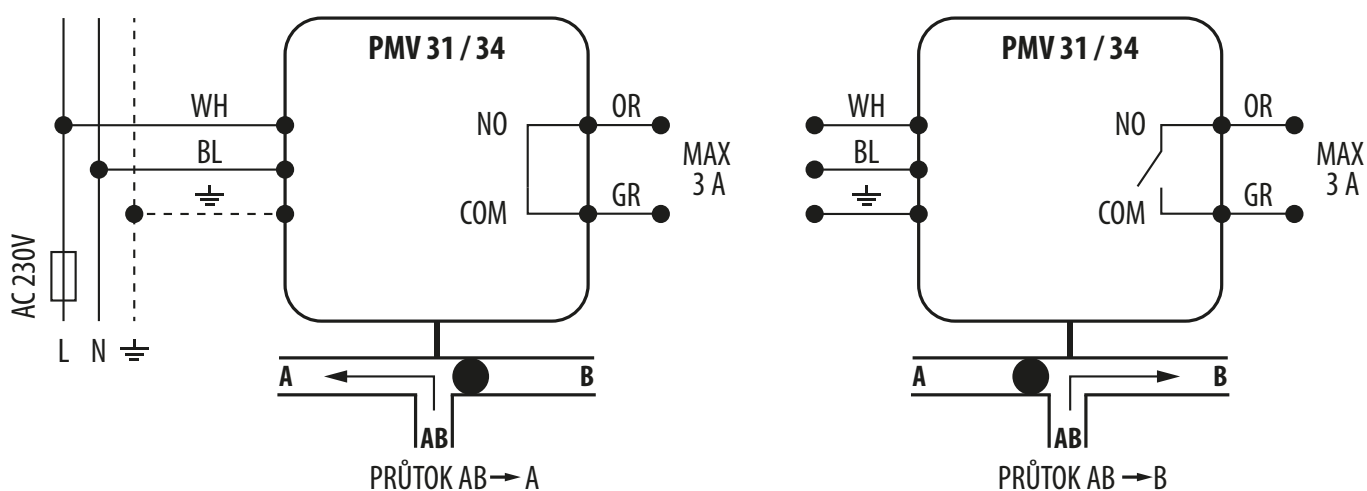 PMV 31 / 34
WH
BL
NO
COM
OR
GR
MAX
3 A
AC 230V
L N
A
B
AB
PRŮTOK AB → A
PMV 31 / 34
WH
BL
NO
COM
OR
GR
MAX
3 A
A
B
AB
PRŮTOK AB → B